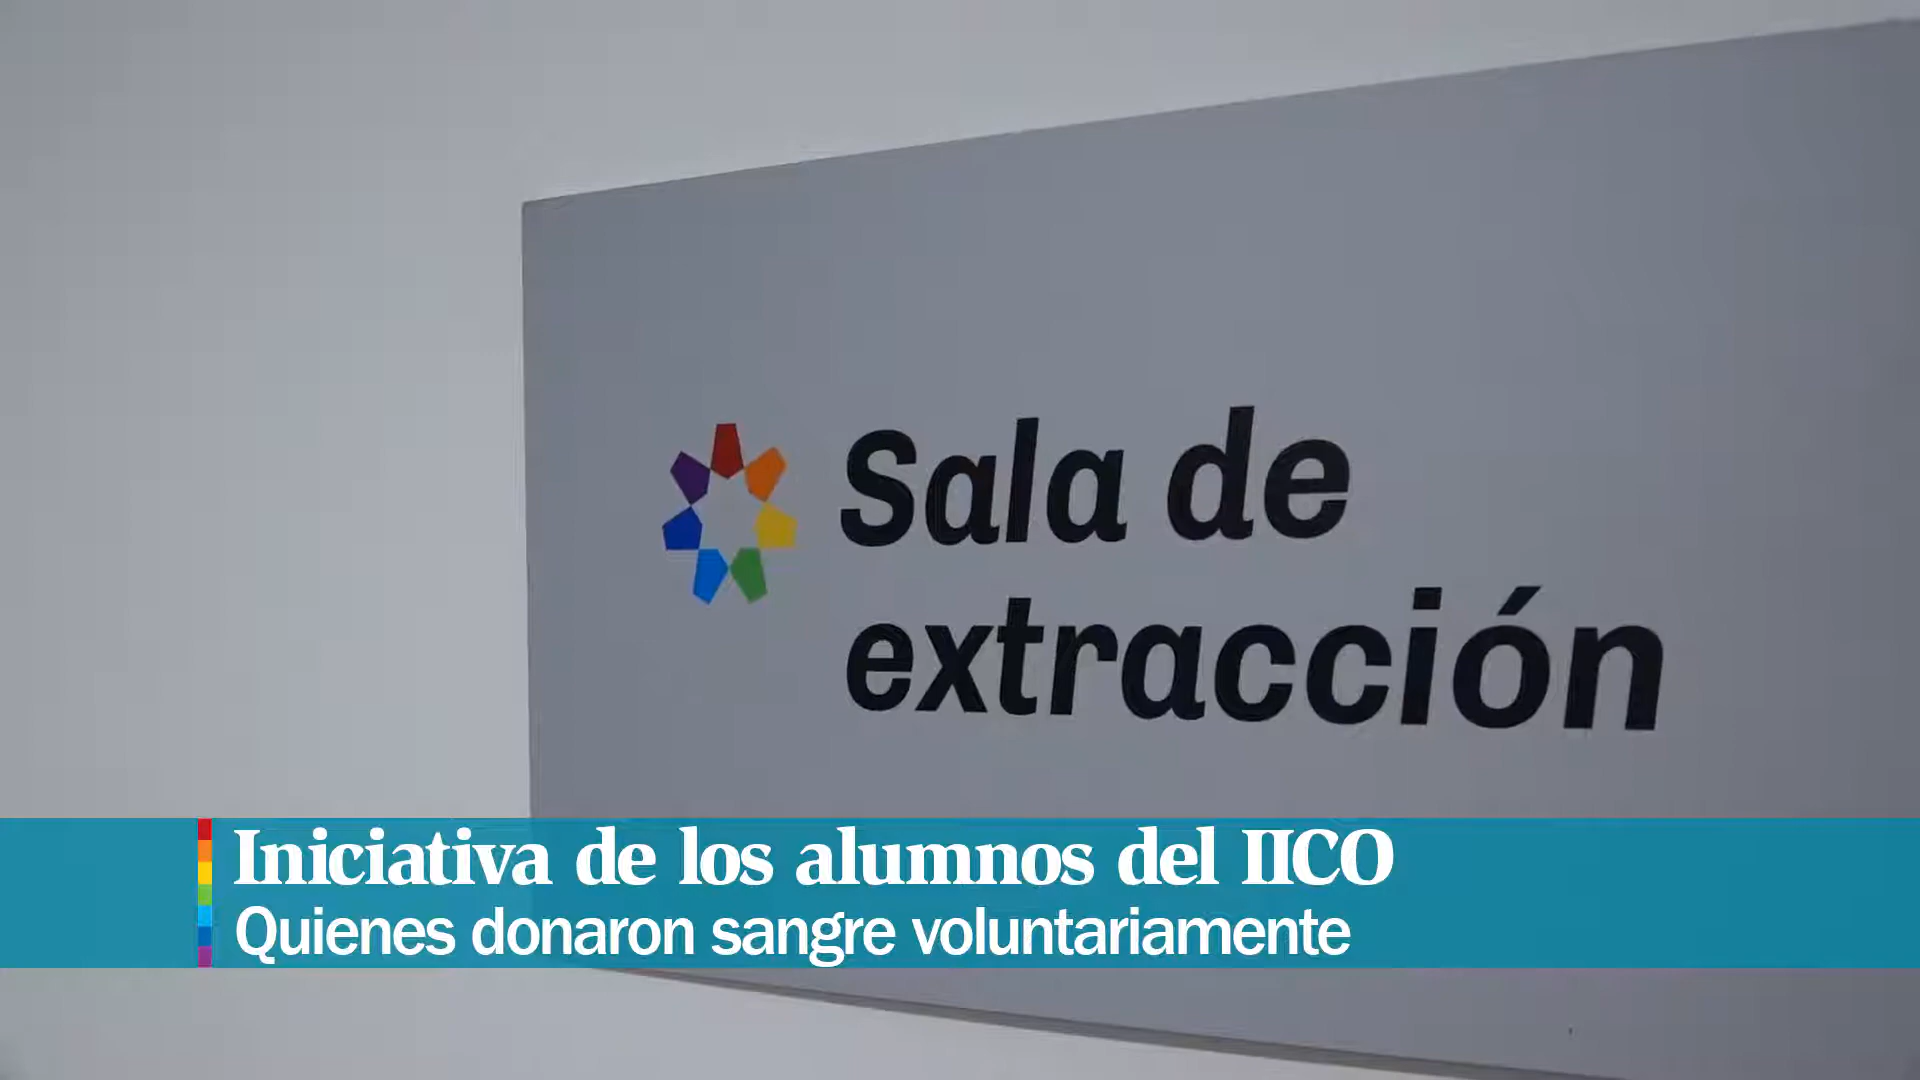 Sala de
extracción
Iniciativa de los alumnos del IICO
Quienes donaron sangre voluntariamente